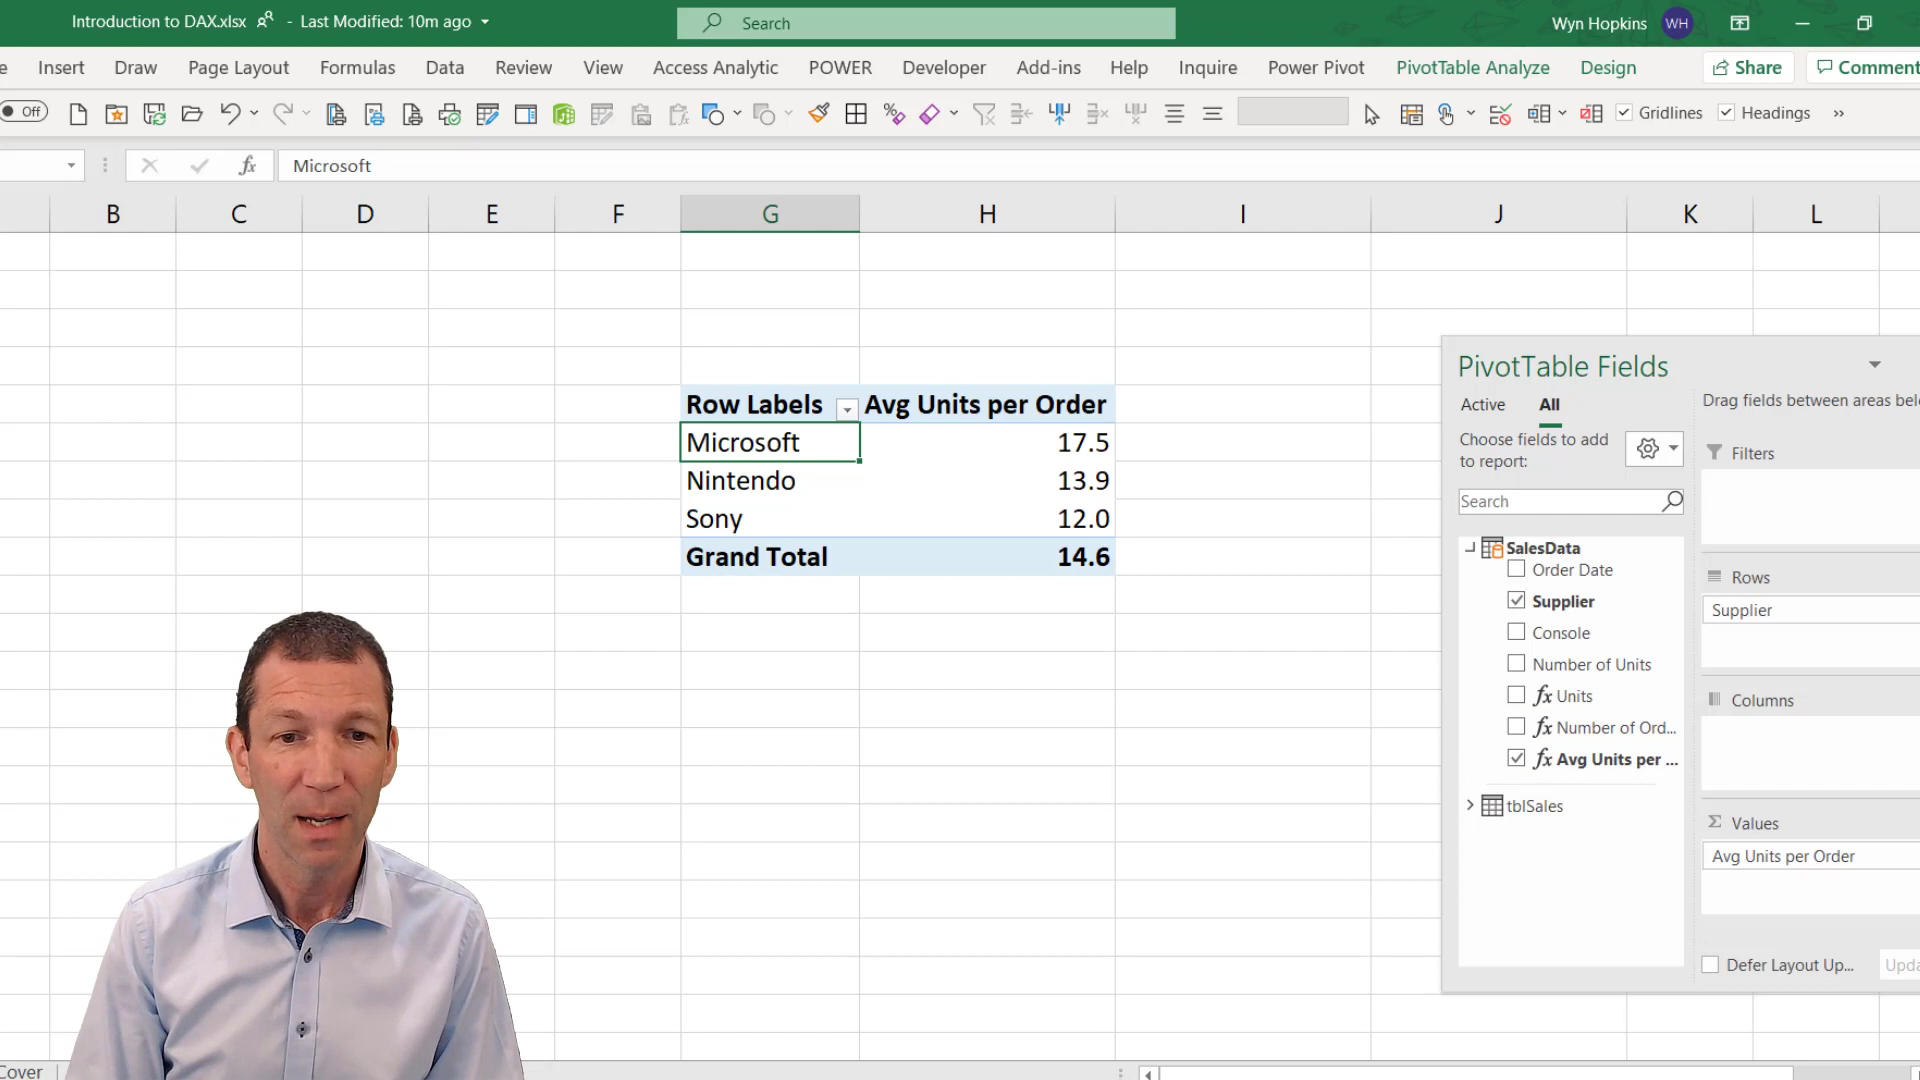 Introduction to DAX.xlsx - Last Modified: 10m ago
Search
Wyn Hopkins WH
e Insert Draw Page Layout Formulas Data Review View Access Analytic POWER Developer Add-ins Help Inquire Power Pivot PivotTable Analyze Design Share Comment
Off Gridlines Headings
fx Microsoft
B C D E F G H I J K L
Row Labels Avg Units per Order
Microsoft 17.5
Nintendo 13.9
Sony 12.0
Grand Total 14.6
PivotTable Fields
Active All
Choose fields to add
to report:
Search
SalesData
Order Date
Supplier
Console
Number of Units
fx Units
fx Number of Ord...
fx Avg Units per ...
tblSales
Drag fields between areas belo
Filters
Rows
Supplier
Columns
Σ Values
Avg Units per Order
Defer Layout Up... Upda
Cover